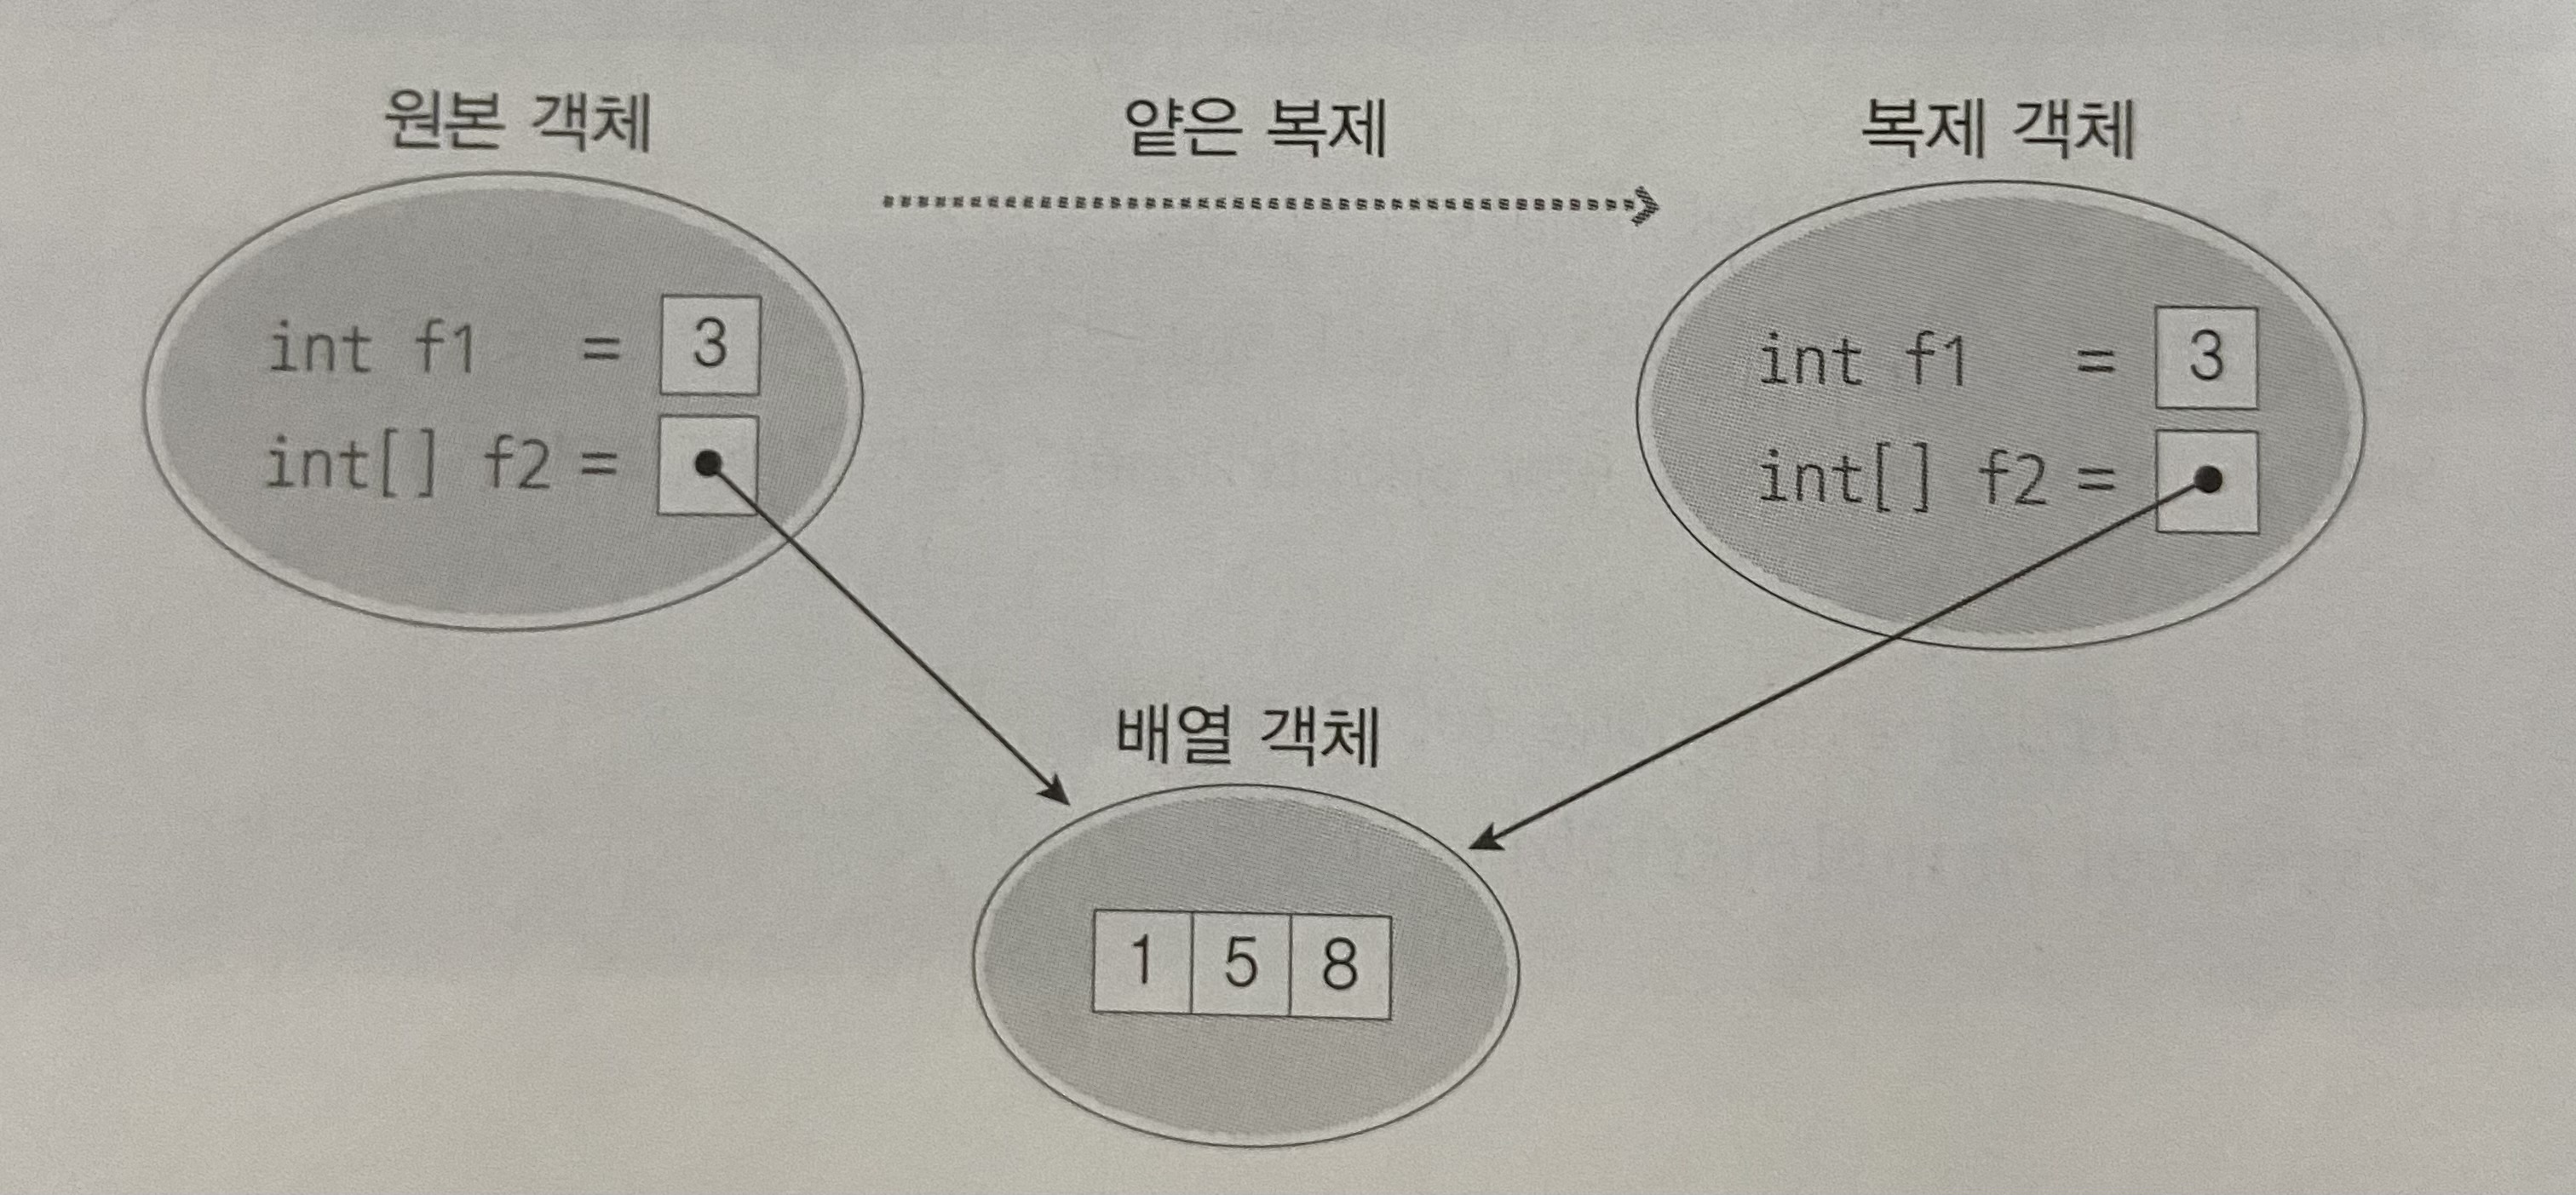 원본 객체
얕은 복제
복제 객체
int f1 = 3
int[] f2 =
int f1 = 3
int[] f2 =
배열 객체
1 5 8